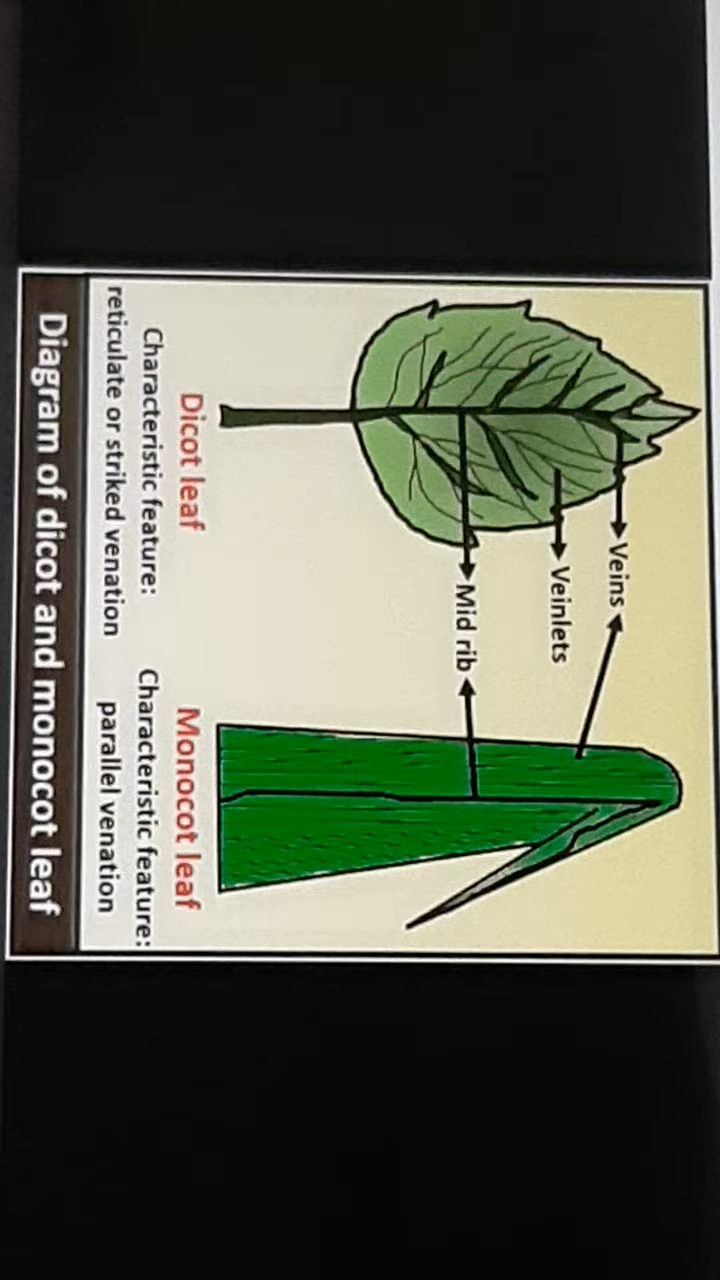 Veins
Veinlets
Mid rib
Dicot leaf
Characteristic feature:
reticulate or striked venation
Monocot leaf
Characteristic feature:
parallel venation
Diagram of dicot and monocot leaf